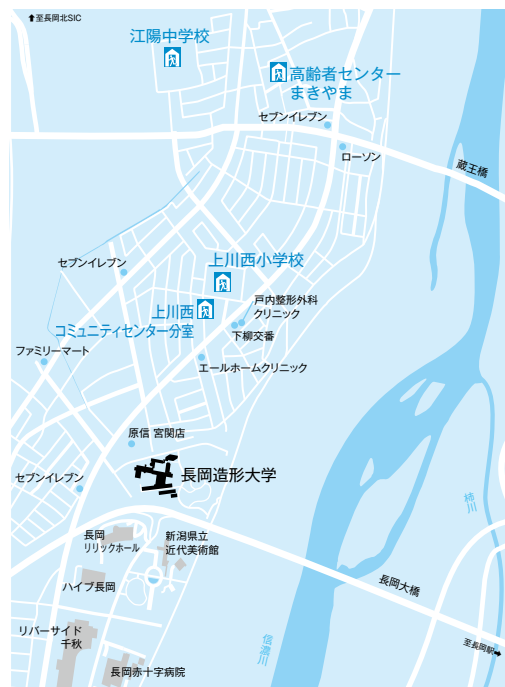 ⬆至長岡北SIC
江陽中学校
高齢者センター
まきやま
セブンイレブン
ローソン
蔵王橋
セブンイレブン
上川西小学校
戸内整形外科
クリニック
上川西
コミュニティセンター分室
下柳交番
ファミリーマート
エールホームクリニック
原信 宮関店
セブンイレブン
長岡造形大学
柿川
長岡
リリックホール
新潟県立
近代美術館
ハイブ長岡
長岡大橋
リバーサイド
千秋
信濃川
至長岡駅➡
長岡赤十字病院